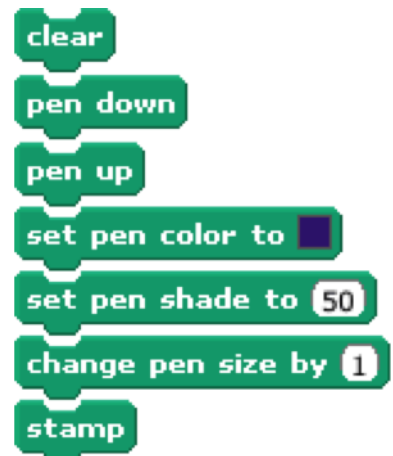 clear
pen down
pen up
set pen color to
set pen shade to 50
change pen size by 1
stamp